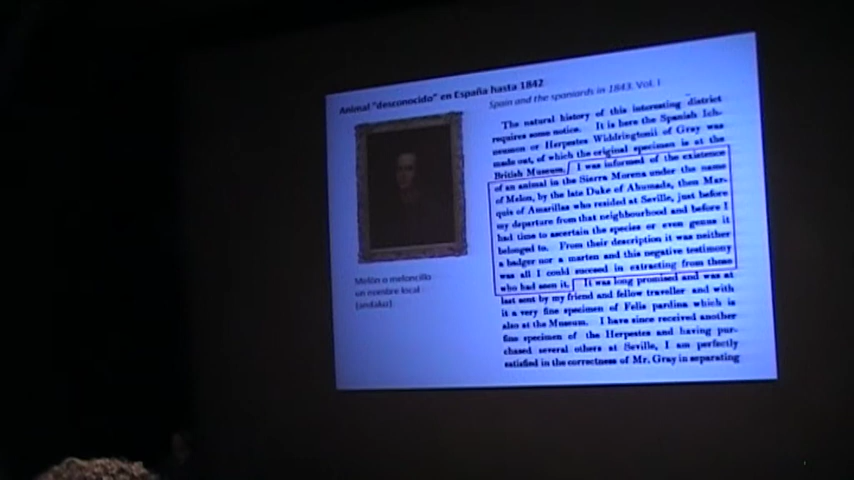 Animal "desconocido" en España hasta 1842
Spain and the spaniards in 1843. Vol. I
The natural history of this interesting district
requires some notice. It is here the Spanish Ich-
neumon or Herpestes Widdringtonii of Gray was
made out, of which the original specimen is at the
British Museum. I was informed of the existence
of an animal in the Sierra Morena under the name
of Melon, by the late Duke of Ahumada, then Mar-
quis of Amarillas who resided at Seville, just before
my departure from that neighbourhood and before I
had time to ascertain the species or even genus it
belonged to. From their description it was neither
a badger nor a marten and this negative testimony
was all I could succeed in extracting from those
who had seen it. It was long promised and was at
last sent by my friend and fellow traveller and with
it a very fine specimen of Felis pardina which is
also at the Museum. I have since received another
fine specimen of the Herpestes and having pur-
chased several others at Seville, I am perfectly
satisfied in the correctness of Mr. Gray in separating
Melón o meloncillo
un nombre local
(andaluz)